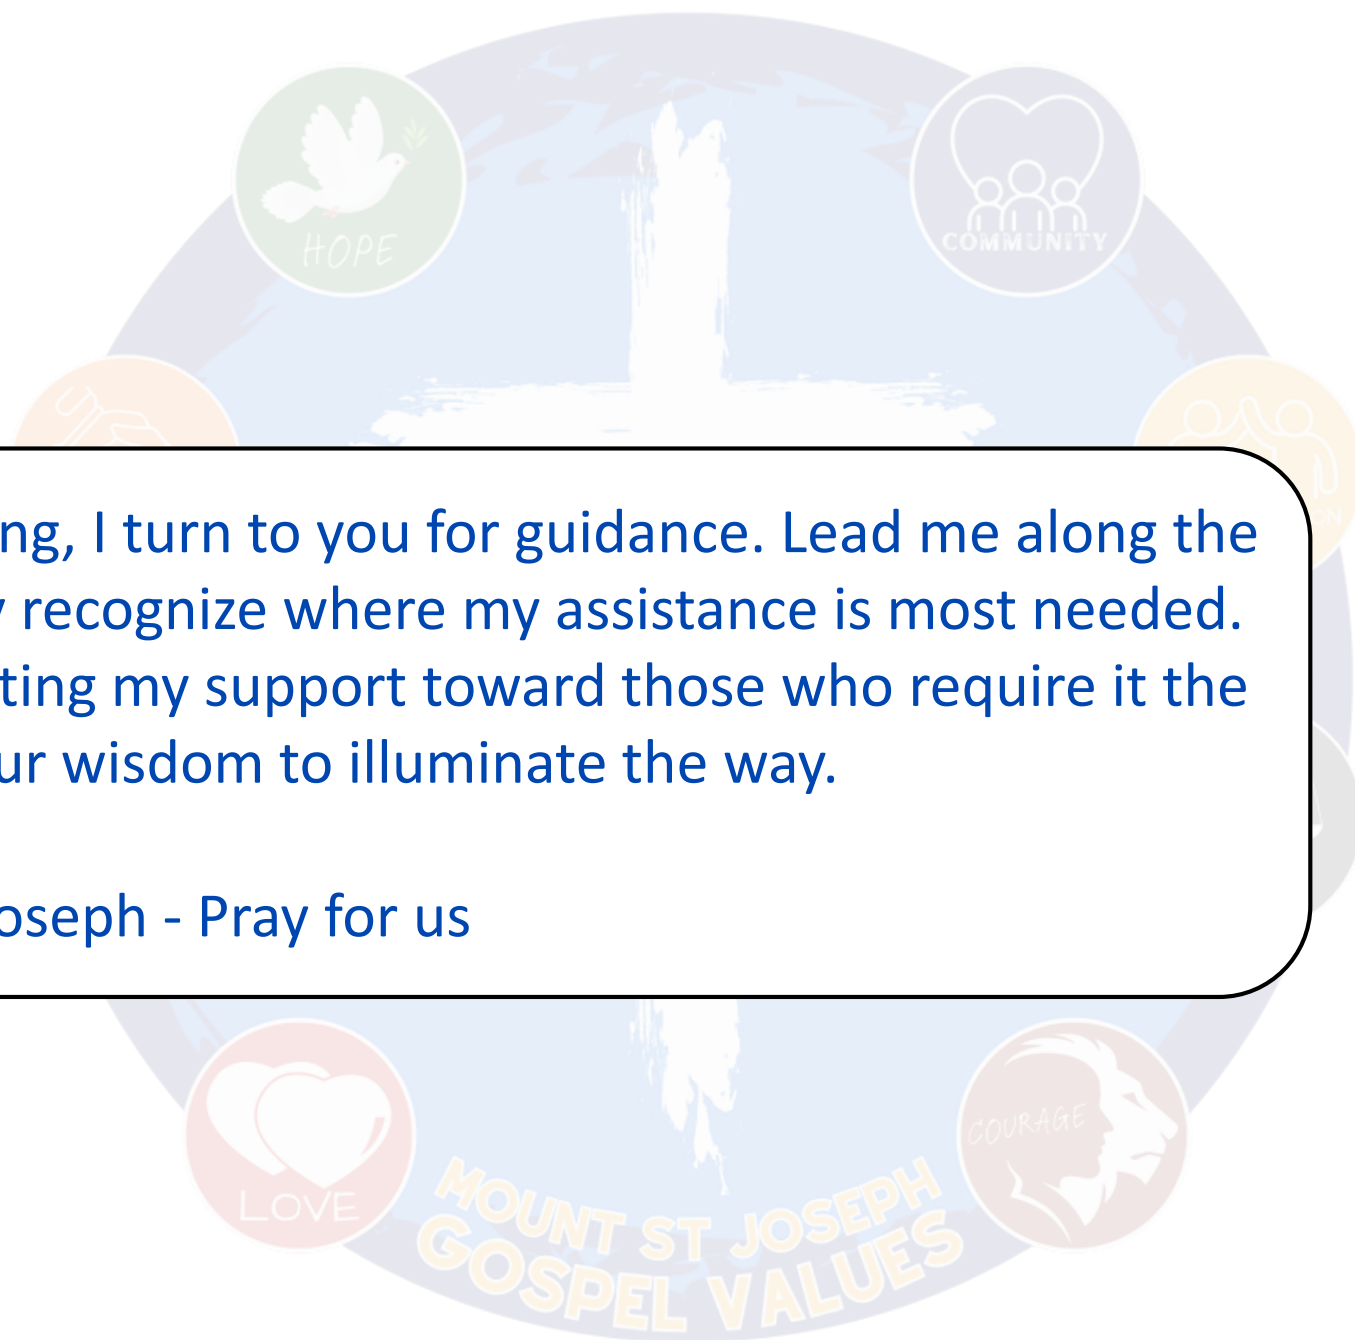 HOPE
COMMUNITY
ng, I turn to you for guidance. Lead me along the
recognize where my assistance is most needed.
ting my support toward those who require it the
ur wisdom to illuminate the way.
oseph - Pray for us
LOVE
COURAGE
MOUNT ST JOSEPH
GOSPEL VALUES